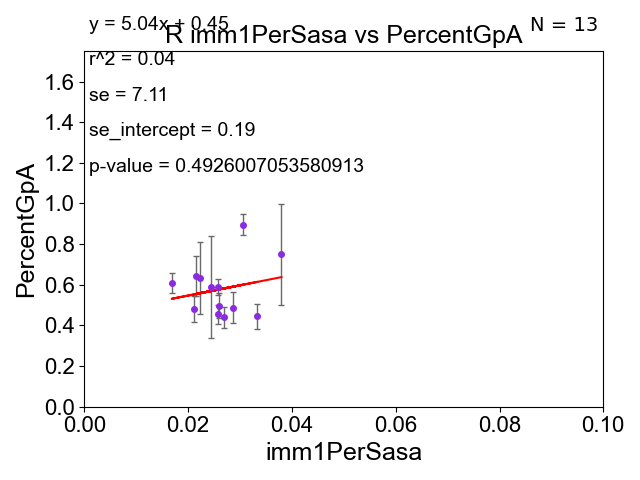 y = 5.04x + 0.45
N = 13
R imm1PerSasa vs PercentGpA
r^2 = 0.04
se = 7.11
se_intercept = 0.19
p-value = 0.4926007053580913
PercentGpA
1.6
1.4
1.2
1.0
0.8
0.6
0.4
0.2
0.0
0.00 0.02 0.04 0.06 0.08 0.10
imm1PerSasa